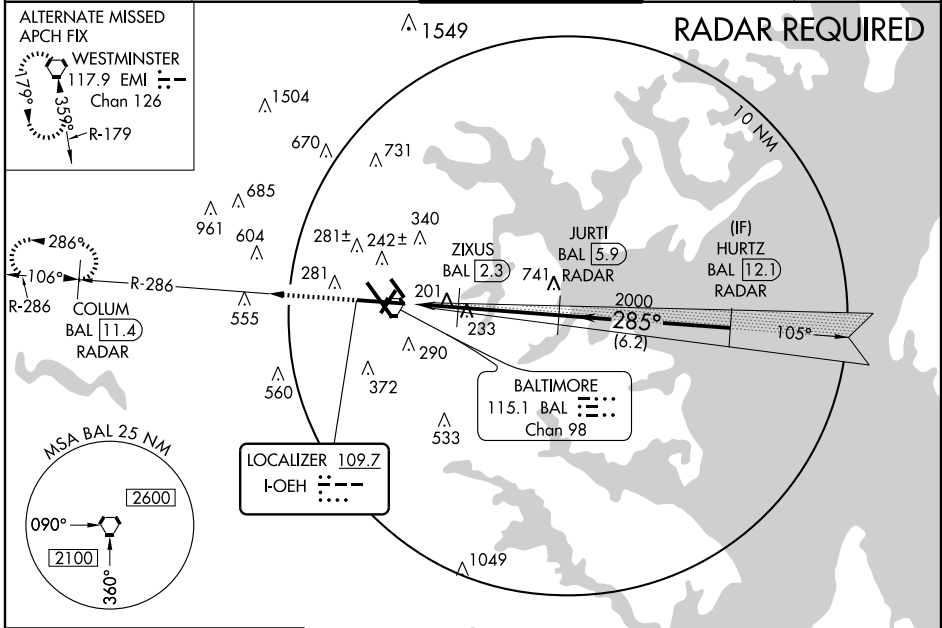 ALTERNATE MISSED
APCH FIX
WESTMINSTER
117.9 EMI
Chan 126
179°
359°
R-179
RADAR REQUIRED
1549
1504
670
731
10 NM
685
961
604
340
281±
242±
281
ZIXUS
BAL 2.3
JURTI
BAL 5.9
RADAR
(IF)
HURTZ
BAL 12.1
RADAR
741
201
233
2000
285°
(6.2)
105°
286°
106°
R-286
R-286
COLUM
BAL 11.4
RADAR
555
290
372
560
533
BALTIMORE
115.1 BAL
Chan 98
LOCALIZER 109.7
I-OEH
MSA BAL 25 NM
2600
090°
2100
360°
1049